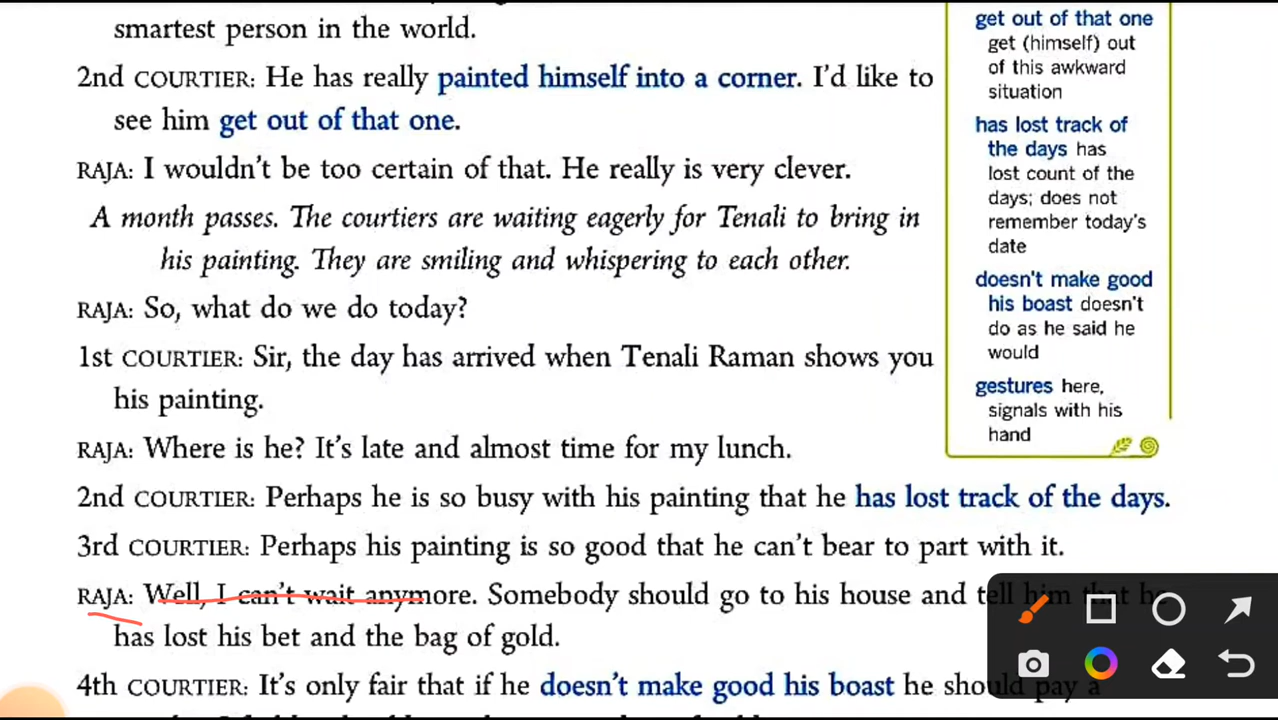 smartest person in the world.
2nd COURTIER: He has really painted himself into a corner. I'd like to
see him get out of that one.
RAJA: I wouldn't be too certain of that. He really is very clever.
A month passes. The courtiers are waiting eagerly for Tenali to bring in
his painting. They are smiling and whispering to each other.
RAJA: So, what do we do today?
1st COURTIER: Sir, the day has arrived when Tenali Raman shows you
his painting.
RAJA: Where is he? It's late and almost time for my lunch.
2nd COURTIER: Perhaps he is so busy with his painting that he has lost track of the days.
3rd COURTIER: Perhaps his painting is so good that he can't bear to part with it.
RAJA: Well, I can't wait anymore. Somebody should go to his house and tell him that he
has lost his bet and the bag of gold.
4th COURTIER: It's only fair that if he doesn't make good his boast he should pay a
get out of that one
get (himself) out
of this awkward
situation
has lost track of
the days has
lost count of the
days; does not
remember today's
date
doesn't make good
his boast doesn't
do as he said he
would
gestures here,
signals with his
hand